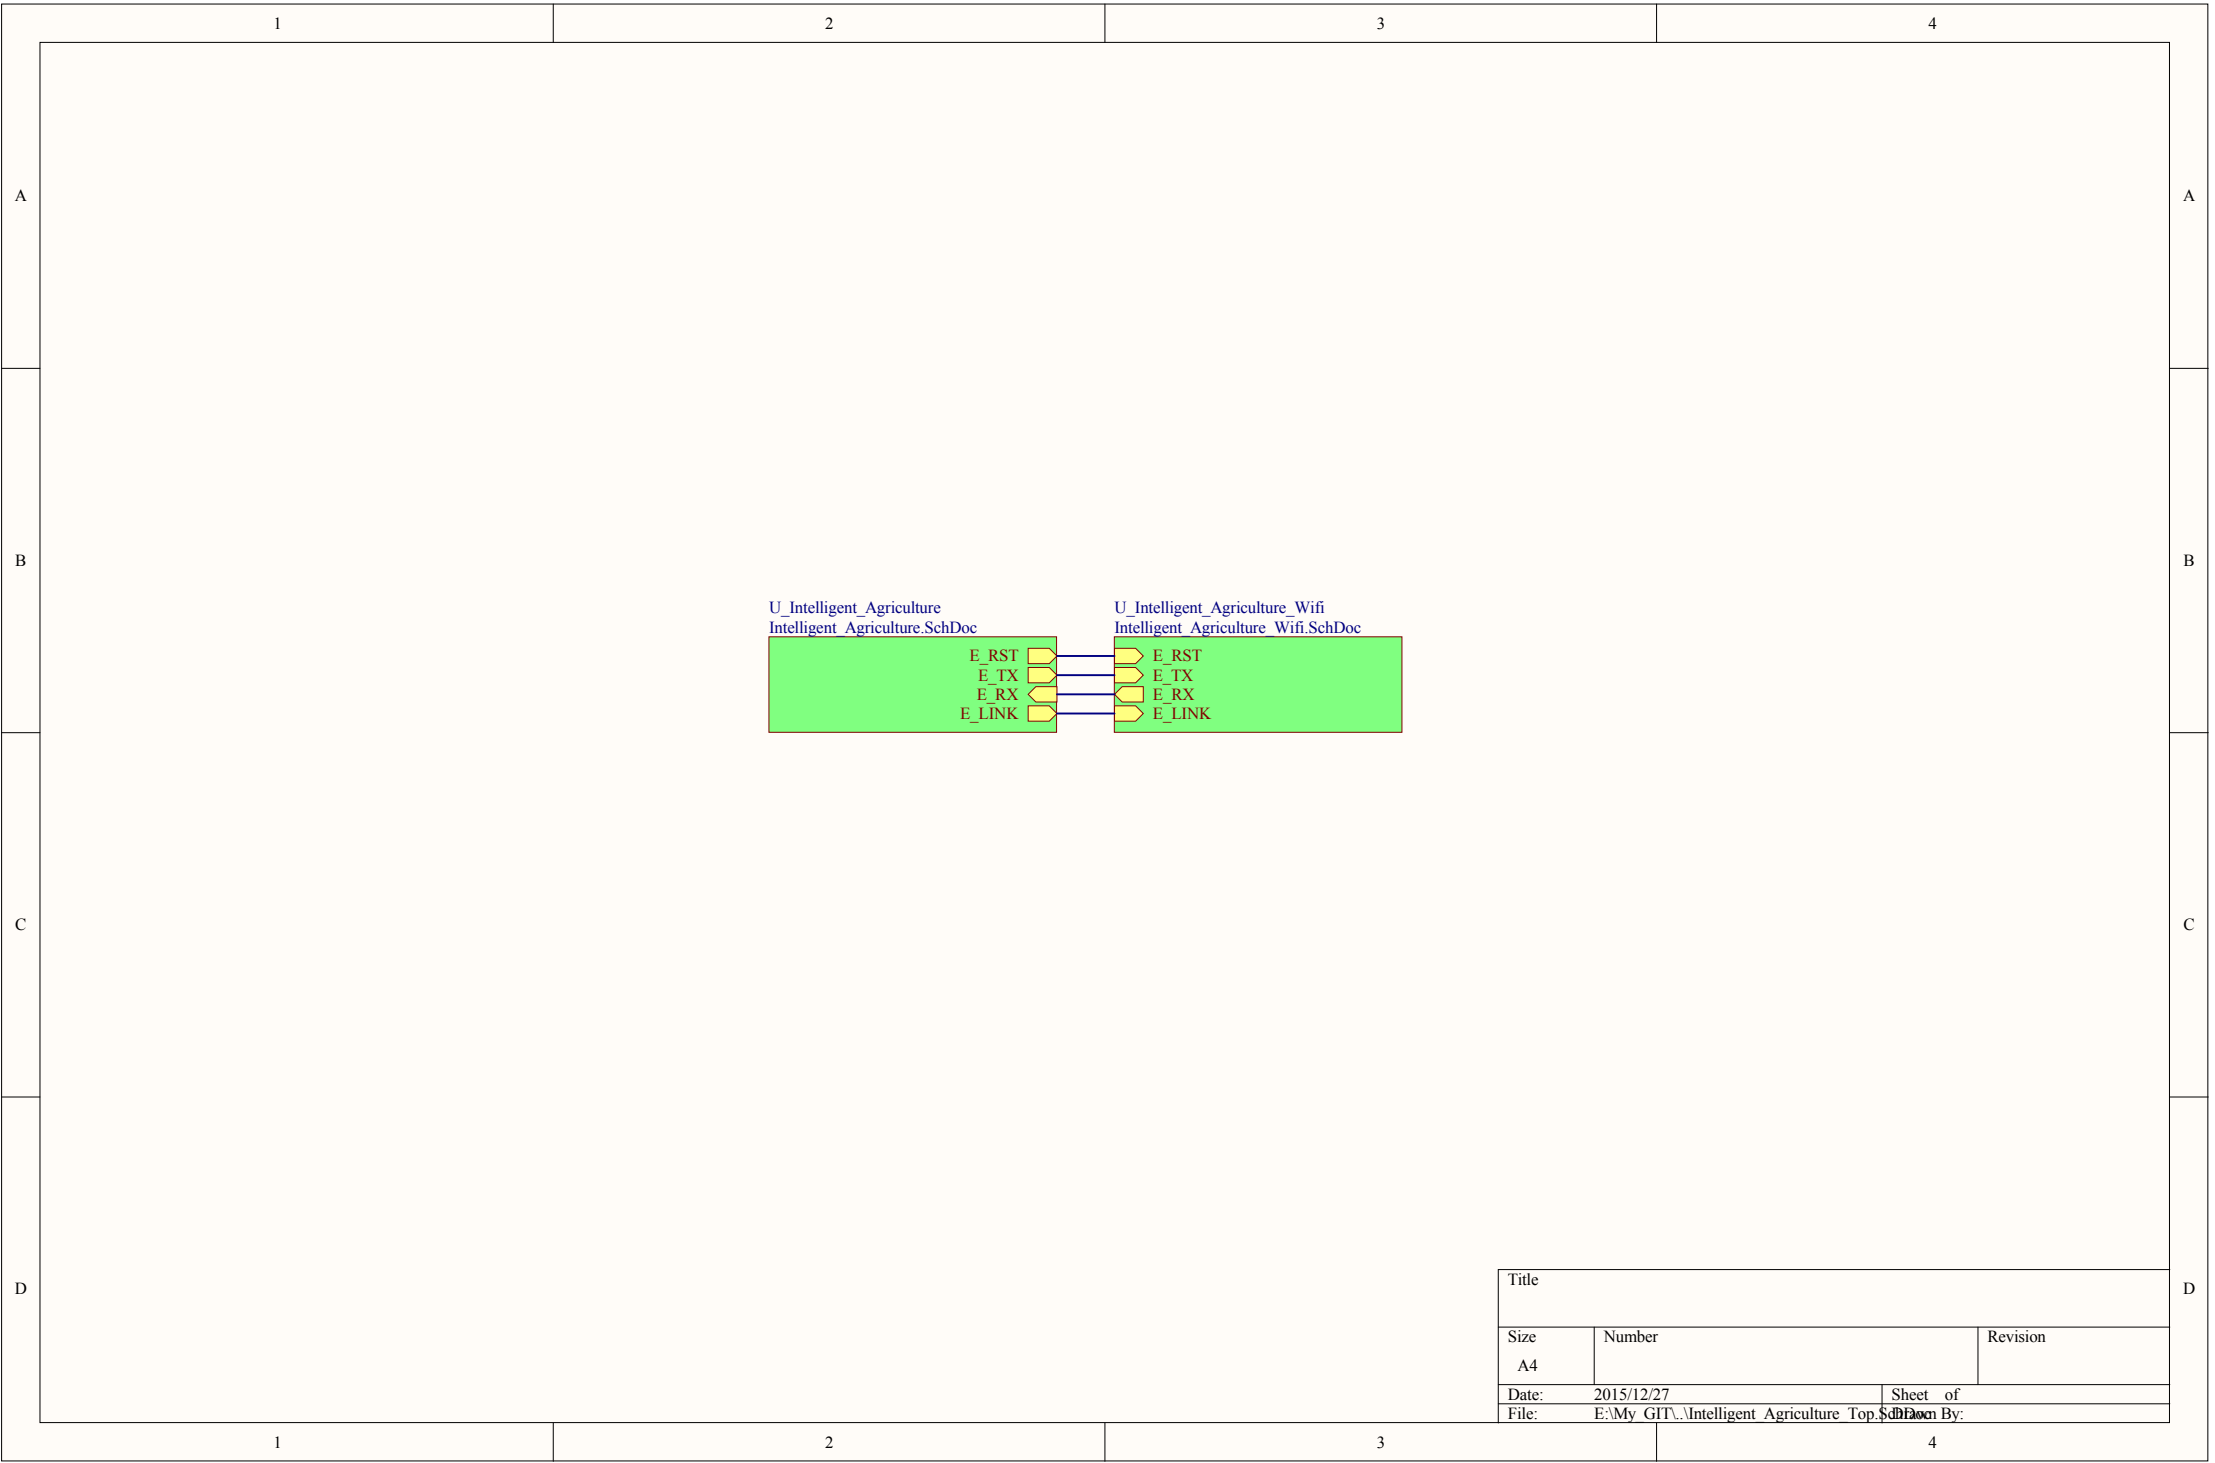 1 2 3 4
A A
B B
U_Intelligent_Agriculture U_Intelligent_Agriculture_Wifi
Intelligent_Agriculture.SchDoc Intelligent_Agriculture_Wifi.SchDoc
E_RST E_RST
E_TX E_TX
E_RX E_RX
E_LINK E_LINK
C C
D D
Title
Size Number Revision
A4
Date: 2015/12/27 Sheet of
File: E:\My_GIT\..\Intelligent_Agriculture_Top.SchDoc Drawn By:
1 2 3 4